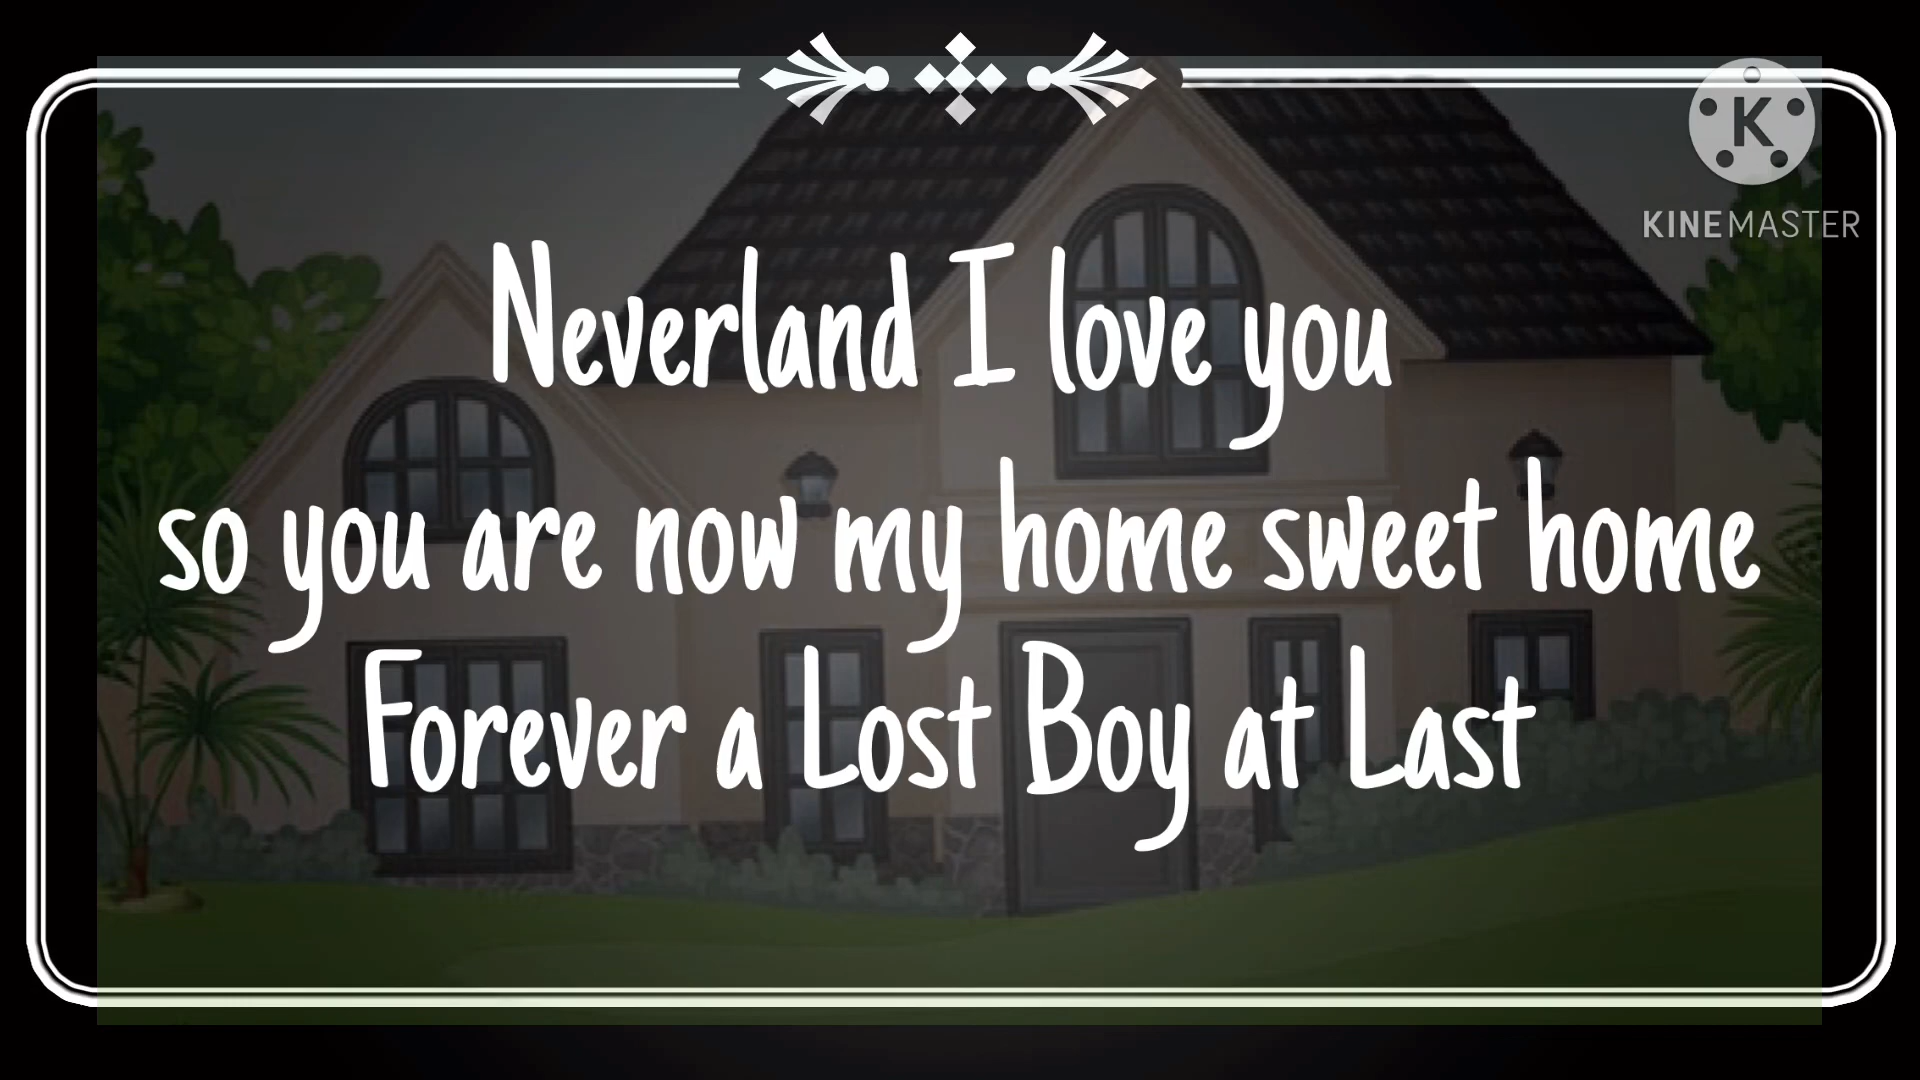 K
KINEMASTER
Neverland I love you
so you are now my home sweet home
Forever a Lost Boy at Last